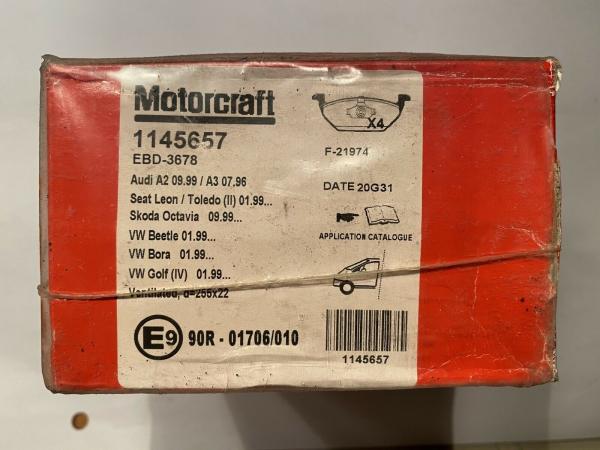 Motorcraft
1145657
EBD-3678
Audi A2 09.99 / A3 07.96
Seat Leon / Toledo (II) 01.99...
Skoda Octavia 09.99...
VW Beetle 01.99...
VW Bora 01.99...
VW Golf (IV) 01.99...
Ventilated, d=256x22
E9 90R - 01706/010
X4
F-21974
DATE 20G31
APPLICATION CATALOGUE
1145657